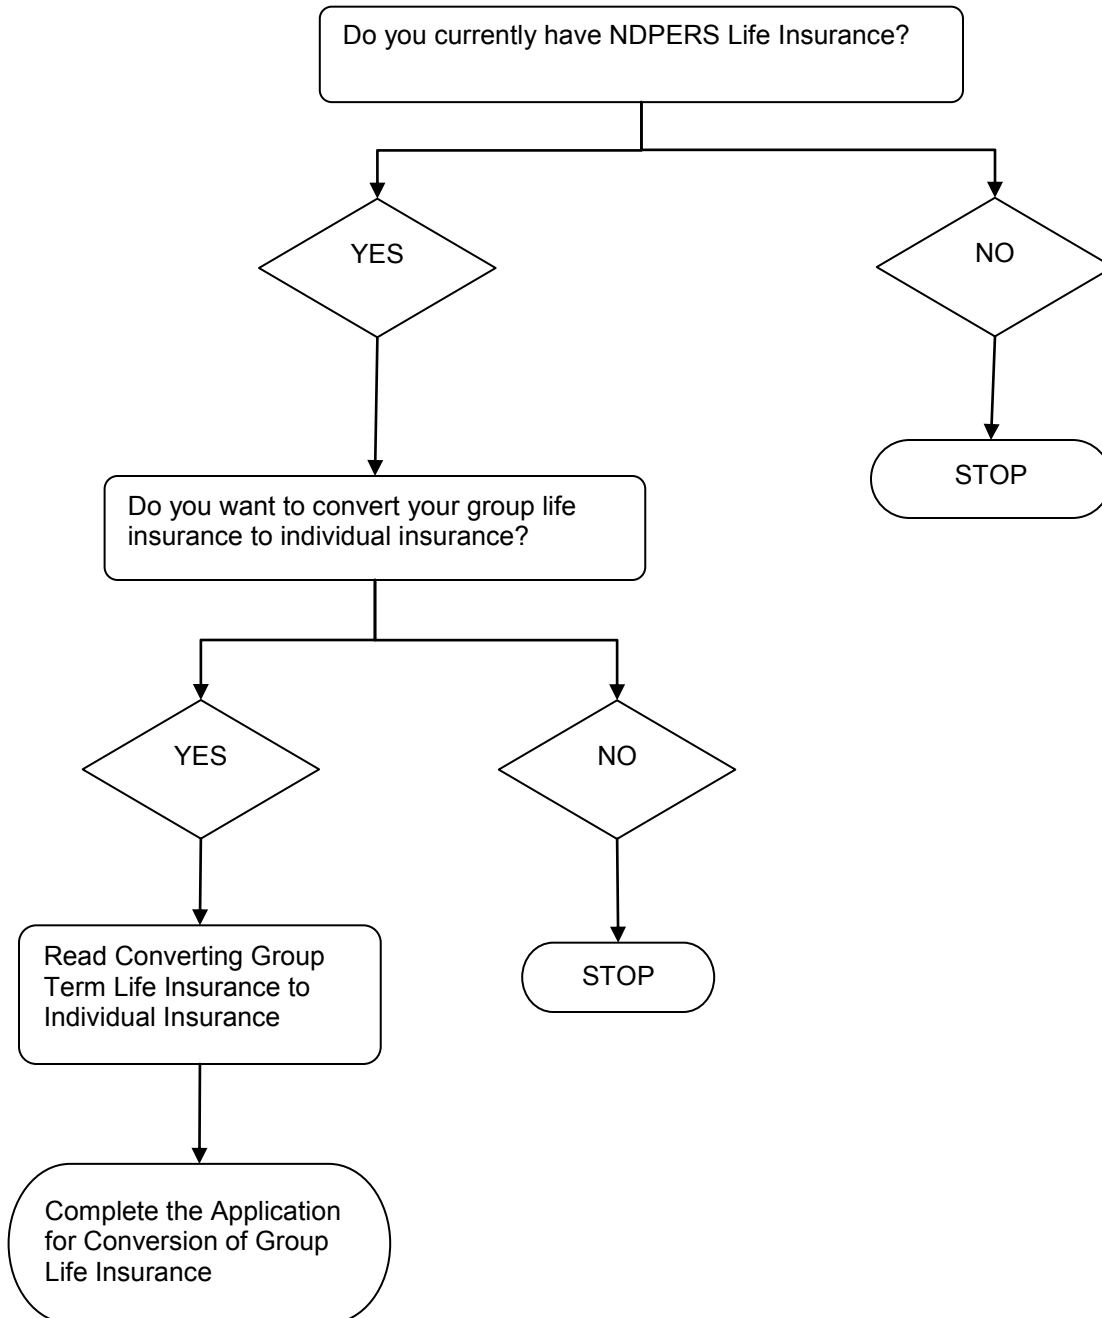 Do you currently have NDPERS Life Insurance?
YES
NO
STOP
Do you want to convert your group life
insurance to individual insurance?
YES
NO
Read Converting Group
Term Life Insurance to
Individual Insurance
STOP
Complete the Application
for Conversion of Group
Life Insurance